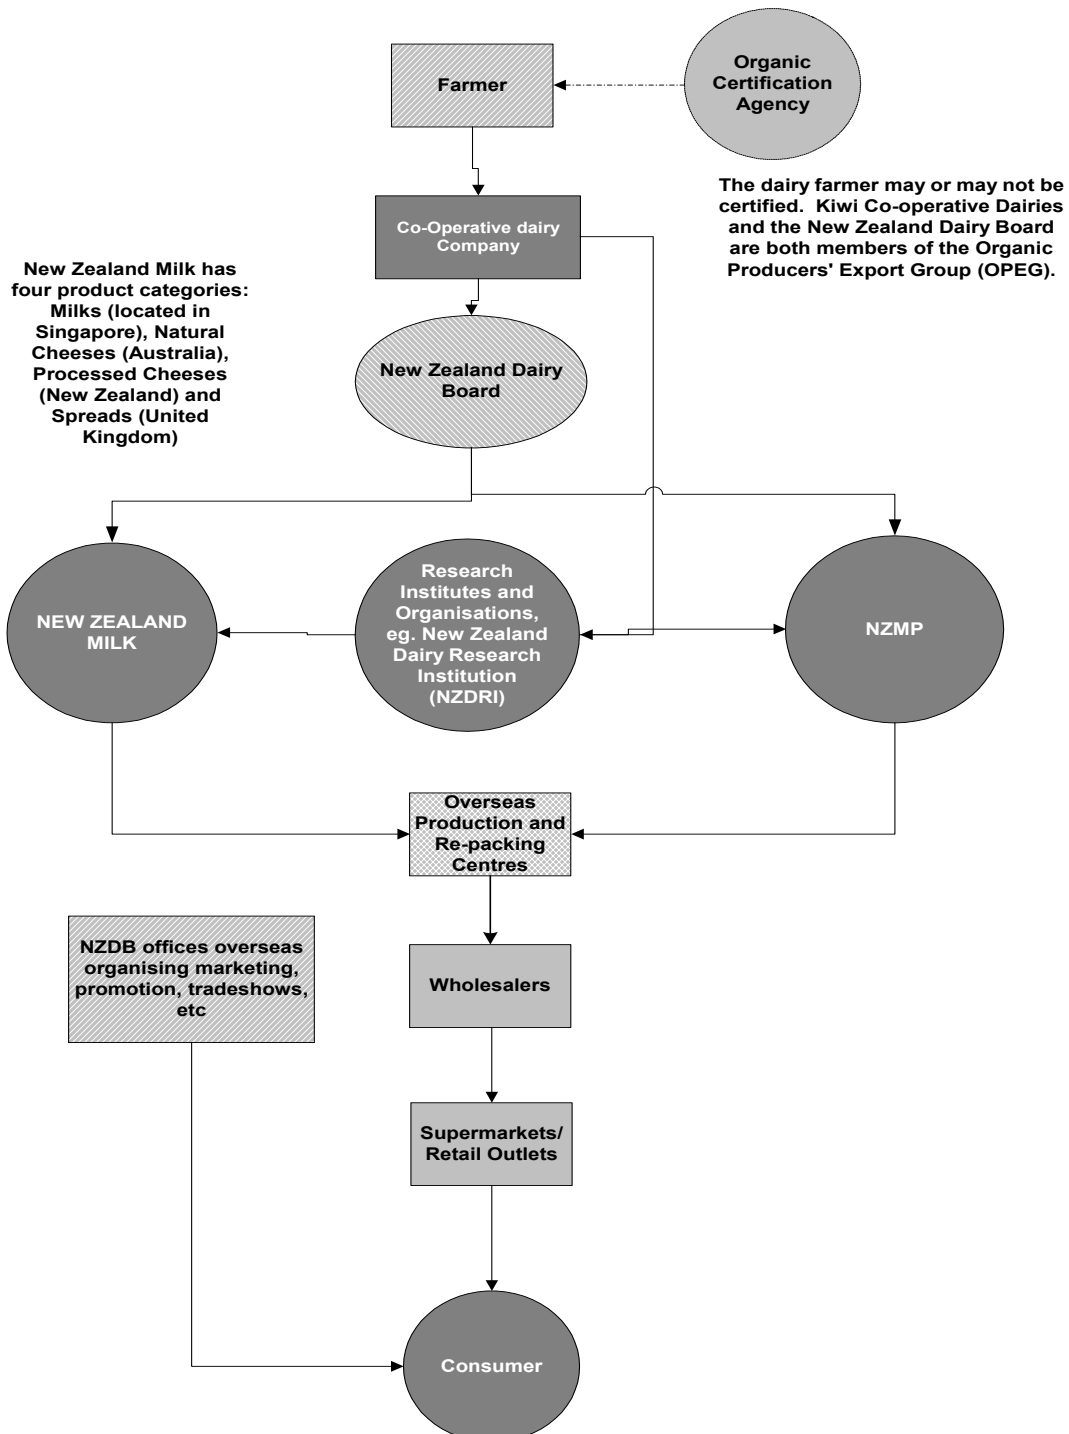 Farmer
Organic
Certification
Agency
The dairy farmer may or may not be
certified.  Kiwi Co-operative Dairies
and the New Zealand Dairy Board
are both members of the Organic
Producers' Export Group (OPEG).
Co-Operative dairy
Company
New Zealand Milk has
four product categories:
Milks (located in
Singapore), Natural
Cheeses (Australia),
Processed Cheeses
(New Zealand) and
Spreads (United
Kingdom)
New Zealand Dairy
Board
NEW ZEALAND
MILK
Research
Institutes and
Organisations,
eg. New Zealand
Dairy Research
Institution
(NZDRI)
NZMP
Overseas
Production and
Re-packing
Centres
NZDB offices overseas
organising marketing,
promotion, tradeshows,
etc
Wholesalers
Supermarkets/
Retail Outlets
Consumer